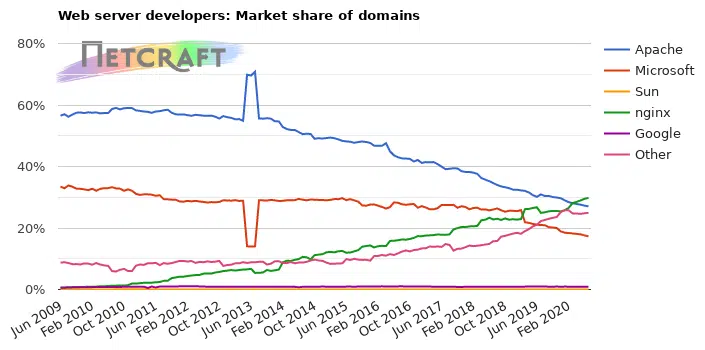 Web server developers: Market share of domains
NETCRAFT
80%
60%
40%
20%
0%
Apache
Microsoft
Sun
nginx
Google
Other
Jun 2009
Feb 2010
Oct 2010
Jun 2011
Feb 2012
Oct 2012
Jun 2013
Feb 2014
Oct 2014
Jun 2015
Feb 2016
Oct 2016
Jun 2017
Feb 2018
Oct 2018
Jun 2019
Feb 2020